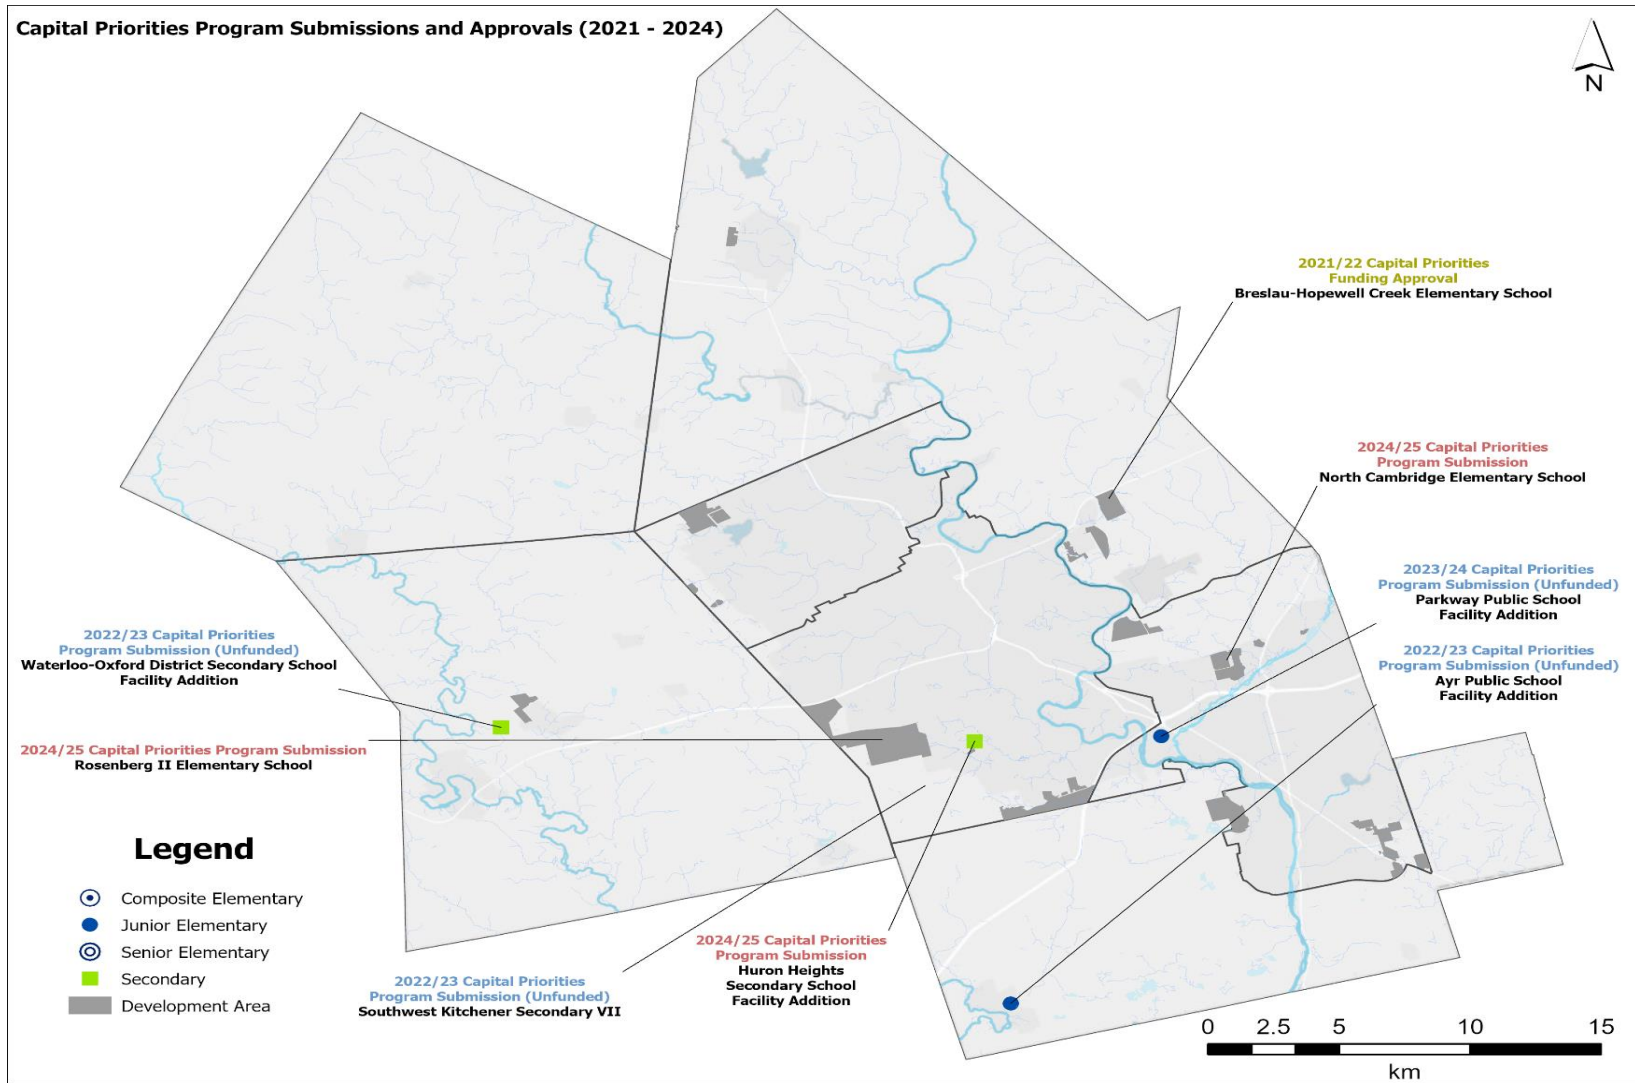 Capital Priorities Program Submissions and Approvals (2021 - 2024)
N
2021/22 Capital Priorities
Funding Approval
Breslau-Hopewell Creek Elementary School
2024/25 Capital Priorities
Program Submission
North Cambridge Elementary School
2023/24 Capital Priorities
Program Submission (Unfunded)
Parkway Public School
Facility Addition
2022/23 Capital Priorities
Program Submission (Unfunded)
Ayr Public School
Facility Addition
2022/23 Capital Priorities
Program Submission (Unfunded)
Waterloo-Oxford District Secondary School
Facility Addition
2024/25 Capital Priorities Program Submission
Rosenberg II Elementary School
Legend
Composite Elementary
Junior Elementary
Senior Elementary
Secondary
Development Area
2022/23 Capital Priorities
Program Submission (Unfunded)
Southwest Kitchener Secondary VII
2024/25 Capital Priorities
Program Submission
Huron Heights
Secondary School
Facility Addition
0 2.5 5 10 15
km